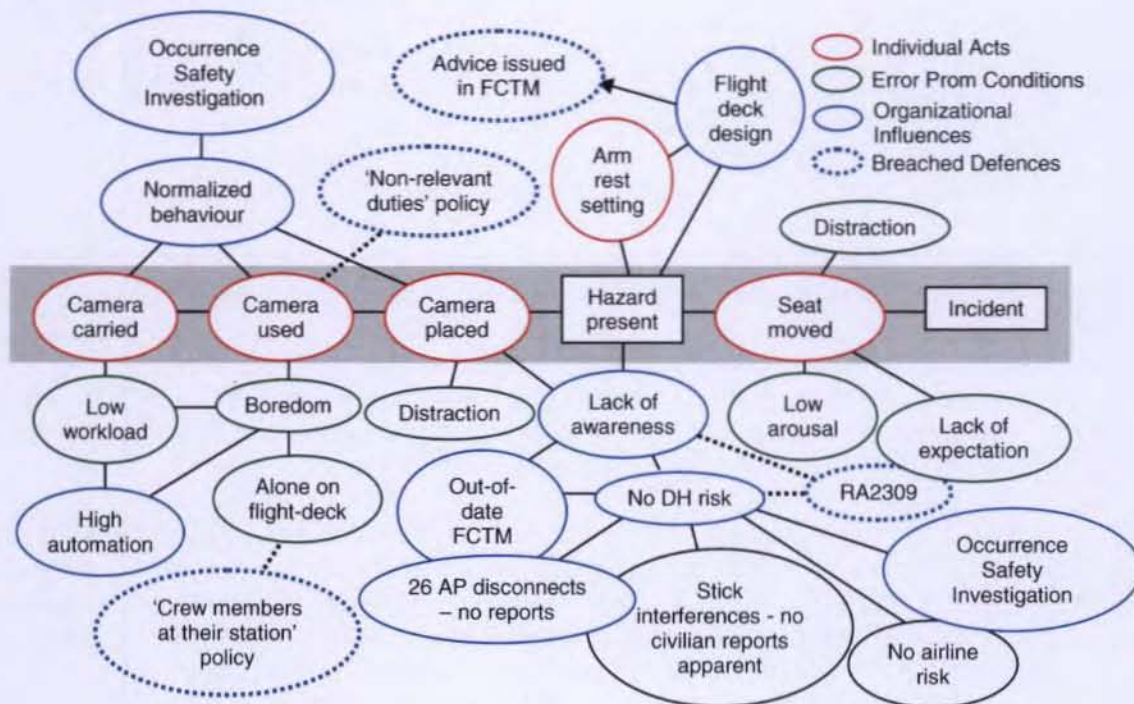 Occurrence
Safety
Investigation
Advice issued
in FCTM
Flight
deck
design
Individual Acts
Error Prom Conditions
Organizational
Influences
Breached Defences
Arm
rest
setting
'Non-relevant
duties' policy
Normalized
behaviour
Distraction
Camera
carried
Camera
used
Camera
placed
Hazard
present
Seat
moved
Incident
Low
workload
Boredom
Distraction
Lack of
awareness
Low
arousal
Lack of
expectation
High
automation
Alone on
flight-deck
Out-of-
date
FCTM
No DH risk
RA2309
'Crew members
at their station'
policy
26 AP disconnects
– no reports
Stick
interferences - no
civilian reports
apparent
Occurrence
Safety
Investigation
No airline
risk